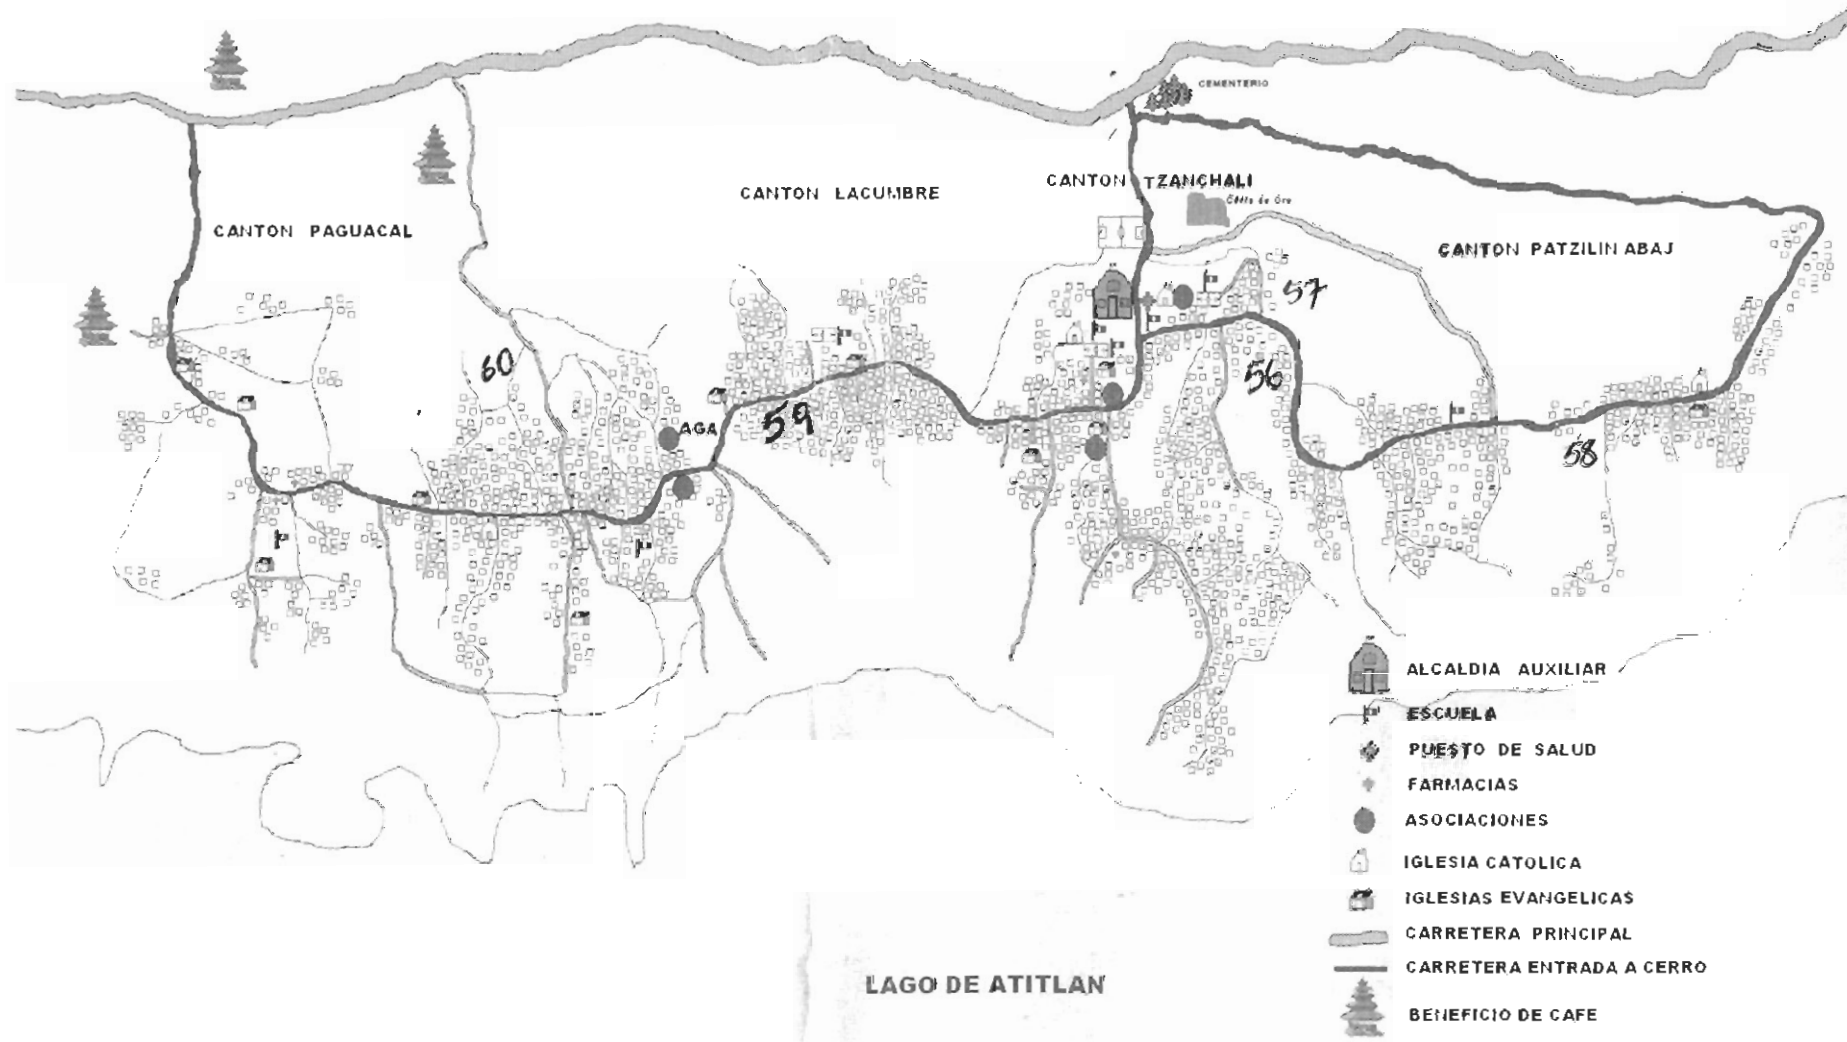 CEMENTERIO
CANTON TZANCHALI
CANTON LACUMBRE
CANTON PAGUACAL
CANTON PATZILIN ABAJ
57
60
56
AGA
59
58
ALCALDIA AUXILIAR
ESCUELA
PUESTO DE SALUD
FARMACIAS
ASOCIACIONES
IGLESIA CATOLICA
IGLESIAS EVANGELICAS
CARRETERA PRINCIPAL
CARRETERA ENTRADA A CERRO
LAGO DE ATITLAN
BENEFICIO DE CAFE